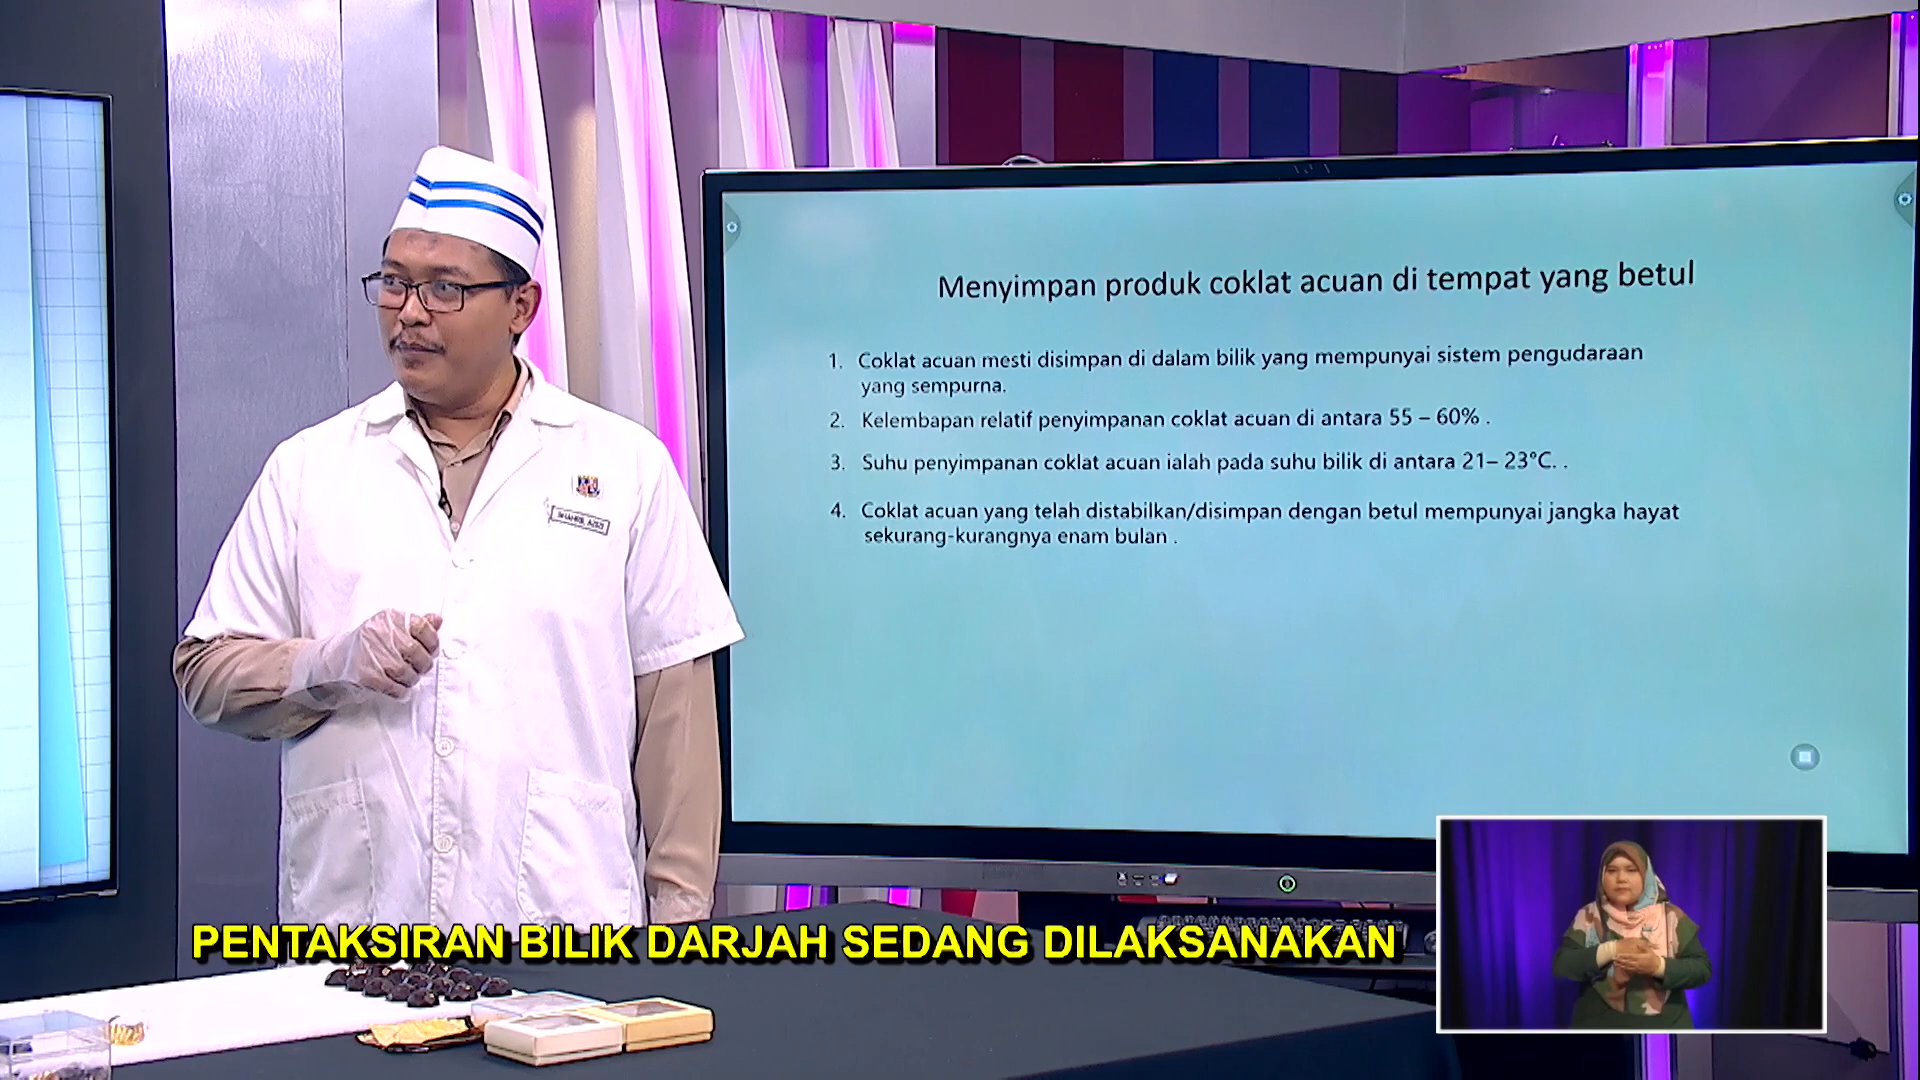 Menyimpan produk coklat acuan di tempat yang betul
1. Coklat acuan mesti disimpan di dalam bilik yang mempunyai sistem pengudaraan
yang sempurna.
2. Kelembapan relatif penyimpanan coklat acuan di antara 55 – 60% .
3. Suhu penyimpanan coklat acuan ialah pada suhu bilik di antara 21– 23°C. .
4. Coklat acuan yang telah distabilkan/disimpan dengan betul mempunyai jangka hayat
sekurang-kurangnya enam bulan .
PENTAKSIRAN BILIK DARJAH SEDANG DILAKSANAKAN